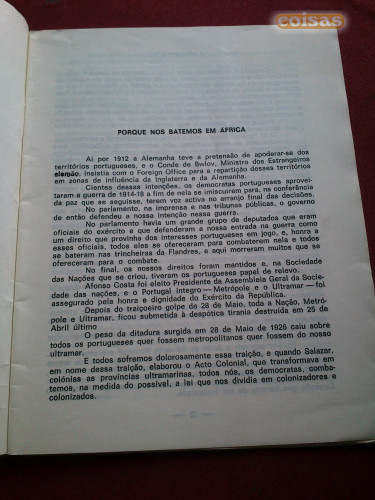 coisas
PORQUE NOS BATEMOS EM ÁFRICA
Aí por 1912 a Alemanha teve a pretensão de apoderar-se dos
territórios portugueses, e o Conde de Bwlov, Ministro dos Estrangeiros
alemão, insistia com o Foreign Office para a repartição desses territórios
em zonas de influência da Inglaterra e da Alemanha.
Cientes dessas intenções, os democratas portugueses aprovei-
taram a guerra de 1914-18 a fim de nela se imiscuirem para, na conferência
da paz que se seguisse, terem voz activa no arranjo final das decisões.
No parlamento, na imprensa e nas tribunas públicas, o governo
de então defendeu a nossa intenção nessa guerra.
No parlamento havia um grande grupo de deputados que eram
oficiais do exército e que defenderam a nossa entrada na guerra como
um direito que provinha dos interesses portugueses em jogo, e honra a
esses oficiais, todos eles se ofereceram para combaterem nela e todos
se bateram nas trincheiras da Flandres, e aqui morreram muitos que se
ofereceram para o combate.
No final, os nossos direitos foram mantidos e, na Sociedade
das Nações que se criou, tiveram os portugueses papel de relevo.
Afonso Costa foi eleito Presidente da Assembleia Geral da Socie-
dade das nações, e o Portugal íntegro — Metrópole e o Ultramar — foi
assegurado pela honra e dignidade do Exército da República.
Depois do traiçoeiro golpe de 28 de Maio, toda a Nação, Metró-
pole e Ultramar, ficou submetida à despótica tirania destruída em 25 de
Abril último
O peso da ditadura surgida em 28 de Maio de 1926 caiu sobre
todos os portugueses quer fossem metropolitanos quer fossem do nosso
ultramar.
E todos sofremos dolorosamente essa traição, e quando Salazar,
em nome dessa traição, elaborou o Acto Colonial, que transformava em
colónias as províncias ultramarinas, todos nós, os democratas, comba-
temos, na medida do possível, a lei que nos dividia em colonizadores e
colonizados.